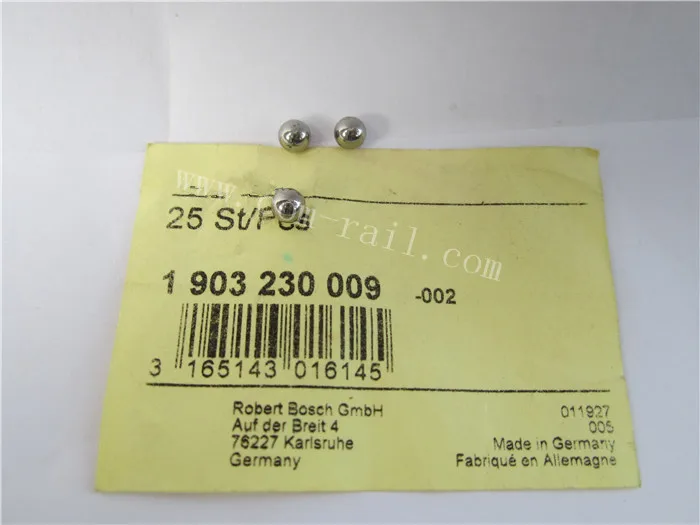 25 St/Pcs
1 903 230 009 -002
3 165143 016145
Robert Bosch GmbH
Auf der Breit 4
76227 Karlsruhe
Germany
011927
005
Made in Germany
Fabriqué en Allemagne